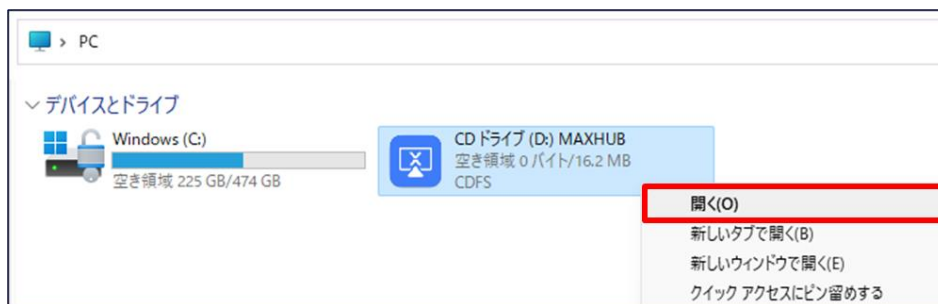 PC
デバイスとドライブ
Windows (C:)
空き領域 225 GB/474 GB
CD ドライブ (D:) MAXHUB
空き領域 0 バイト/16.2 MB
CDFS
開く(O)
新しいタブで開く(B)
新しいウィンドウで開く(E)
クイック アクセスにピン留めする